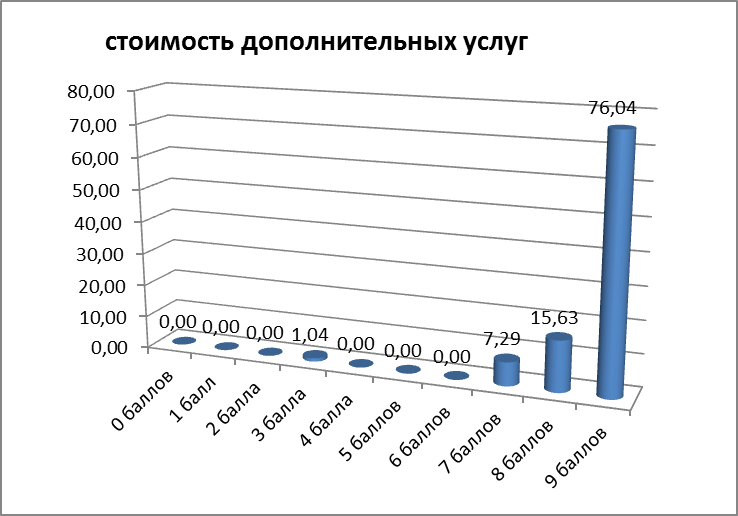 стоимость дополнительных услуг
80,00
70,00
60,00
50,00
40,00
30,00
20,00
10,00
0,00
0,00
0,00
0,00
1,04
0,00
0,00
0,00
7,29
15,63
76,04
0 баллов
1 балл
2 балла
3 балла
4 балла
5 баллов
6 баллов
7 баллов
8 баллов
9 баллов